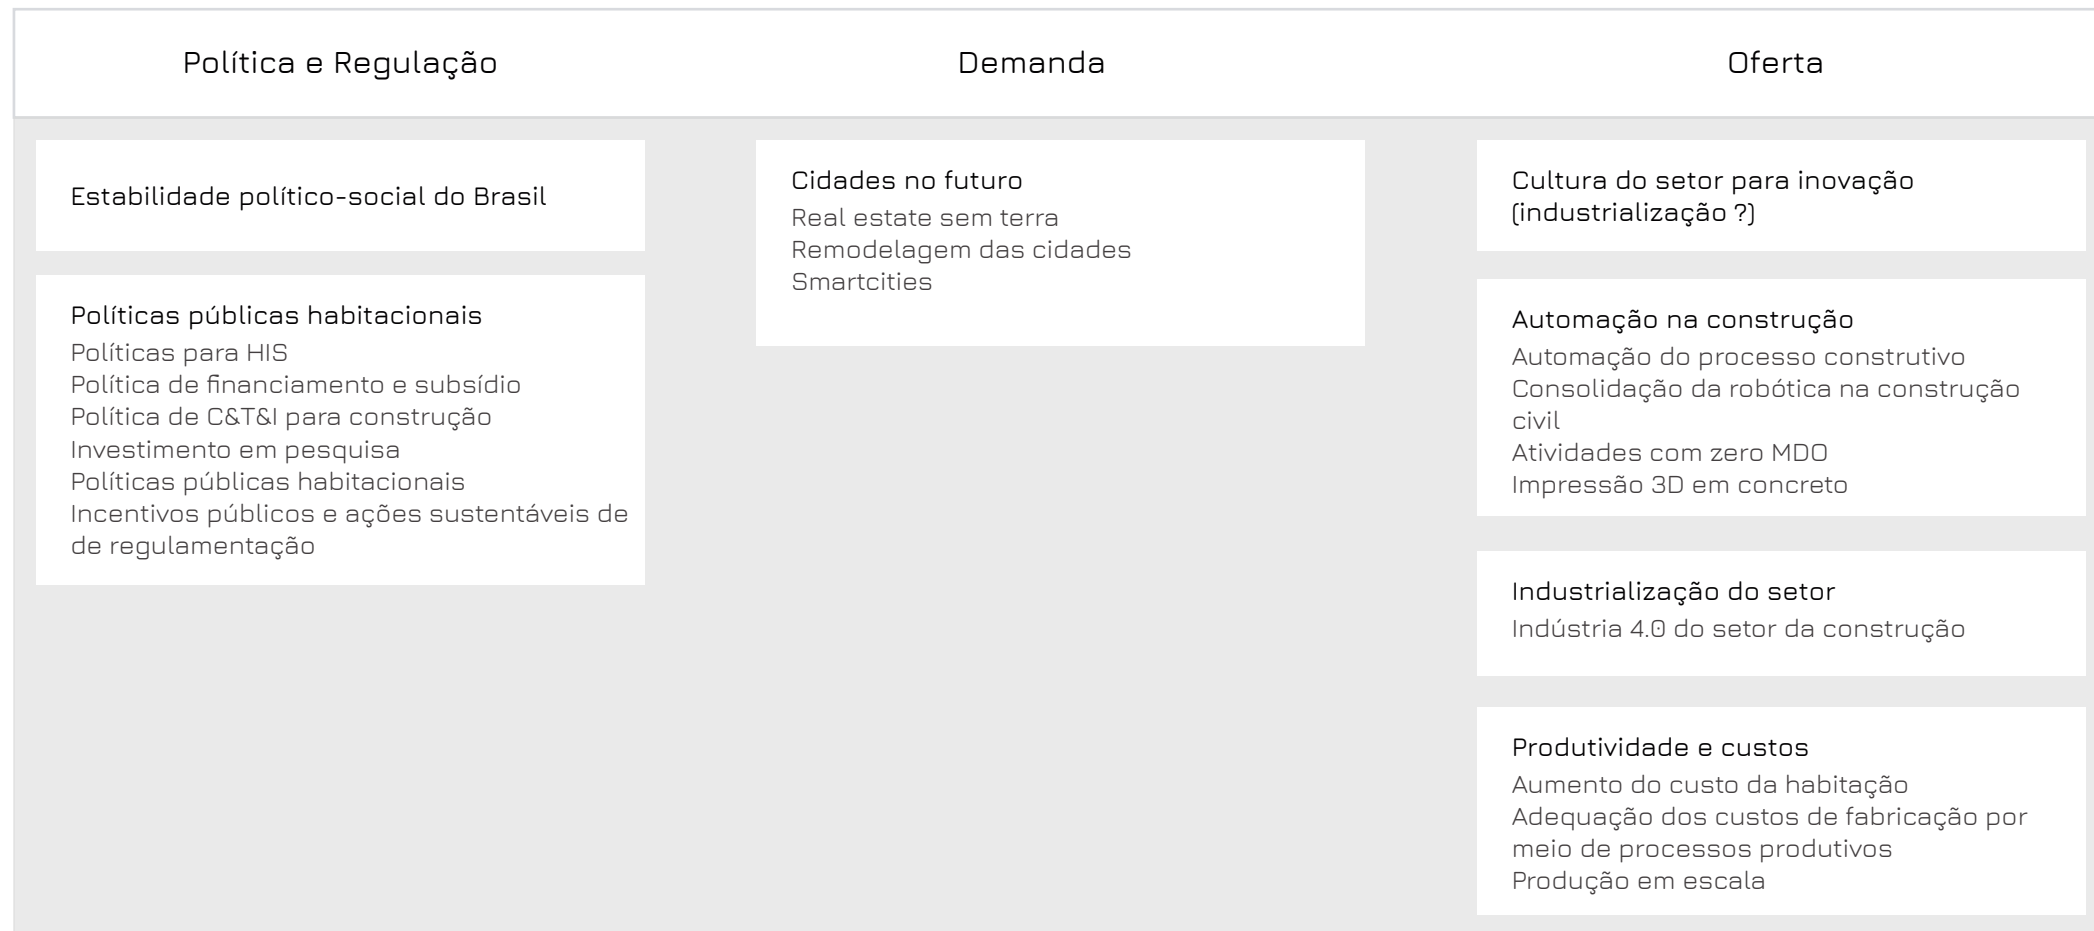 Política e Regulação
Demanda
Oferta
Estabilidade político-social do Brasil
Políticas públicas habitacionais
Políticas para HIS
Política de financiamento e subsídio
Política de C&T&I para construção
Investimento em pesquisa
Políticas públicas habitacionais
Incentivos públicos e ações sustentáveis de
de regulamentação
Cidades no futuro
Real estate sem terra
Remodelagem das cidades
Smartcities
Cultura do setor para inovação
(industrialização ?)
Automação na construção
Automação do processo construtivo
Consolidação da robótica na construção
civil
Atividades com zero MDO
Impressão 3D em concreto
Industrialização do setor
Indústria 4.0 do setor da construção
Produtividade e custos
Aumento do custo da habitação
Adequação dos custos de fabricação por
meio de processos produtivos
Produção em escala